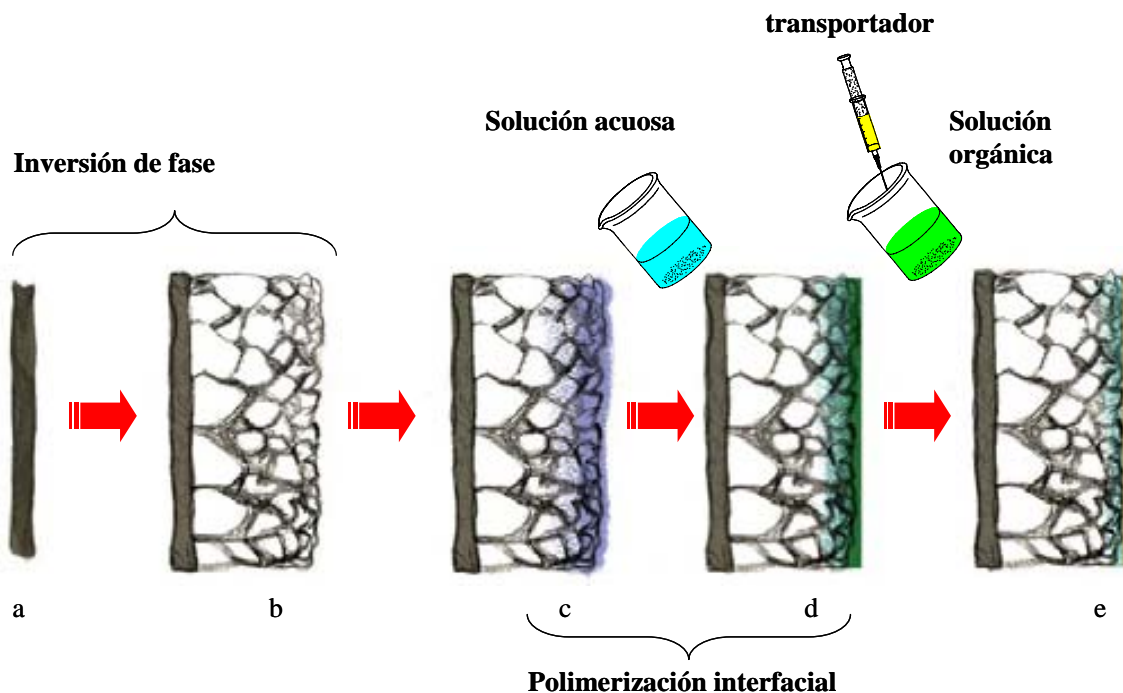 transportador
Solución acuosa
Solución
orgánica
Inversión de fase
a
b
c
d
e
Polimerización interfacial